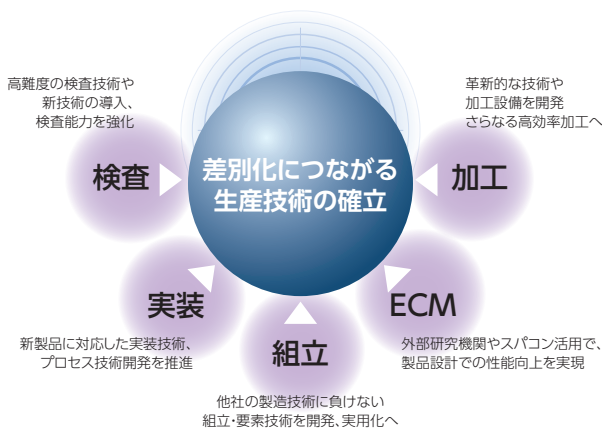 高難度の検査技術や
新技術の導入、
検査能力を強化
検査
差別化につながる
生産技術の確立
革新的な技術や
加工設備を開発
さらなる高効率加工へ
加工
実装
新製品に対応した実装技術、
プロセス技術開発を推進
組立
他社の製造技術に負けない
組立・要素技術を開発、実用化へ
ECM
外部研究機関やスパコン活用で、
製品設計での性能向上を実現